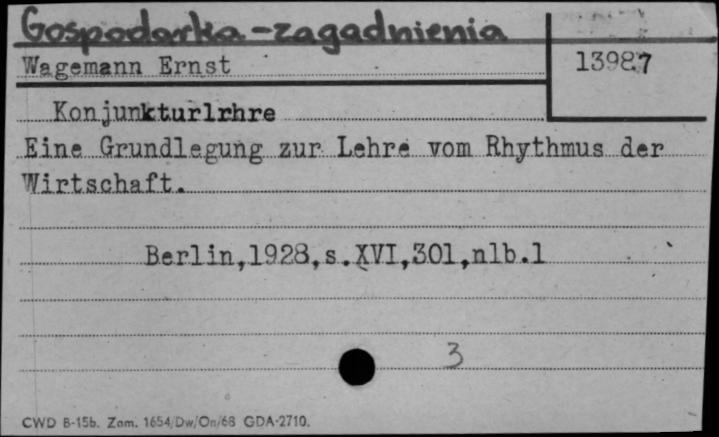 Gospodarka - zagadnienia
Wagemann Ernst
13987
Konjunkturlrhre
Eine Grundlegung zur Lehre vom Rhythmus der
Wirtschaft.
Berlin,1928,s.XVI,301,nlb.1
3
CWD B-15b. Zam. 1654/Dw/On/68 GDA-2710.